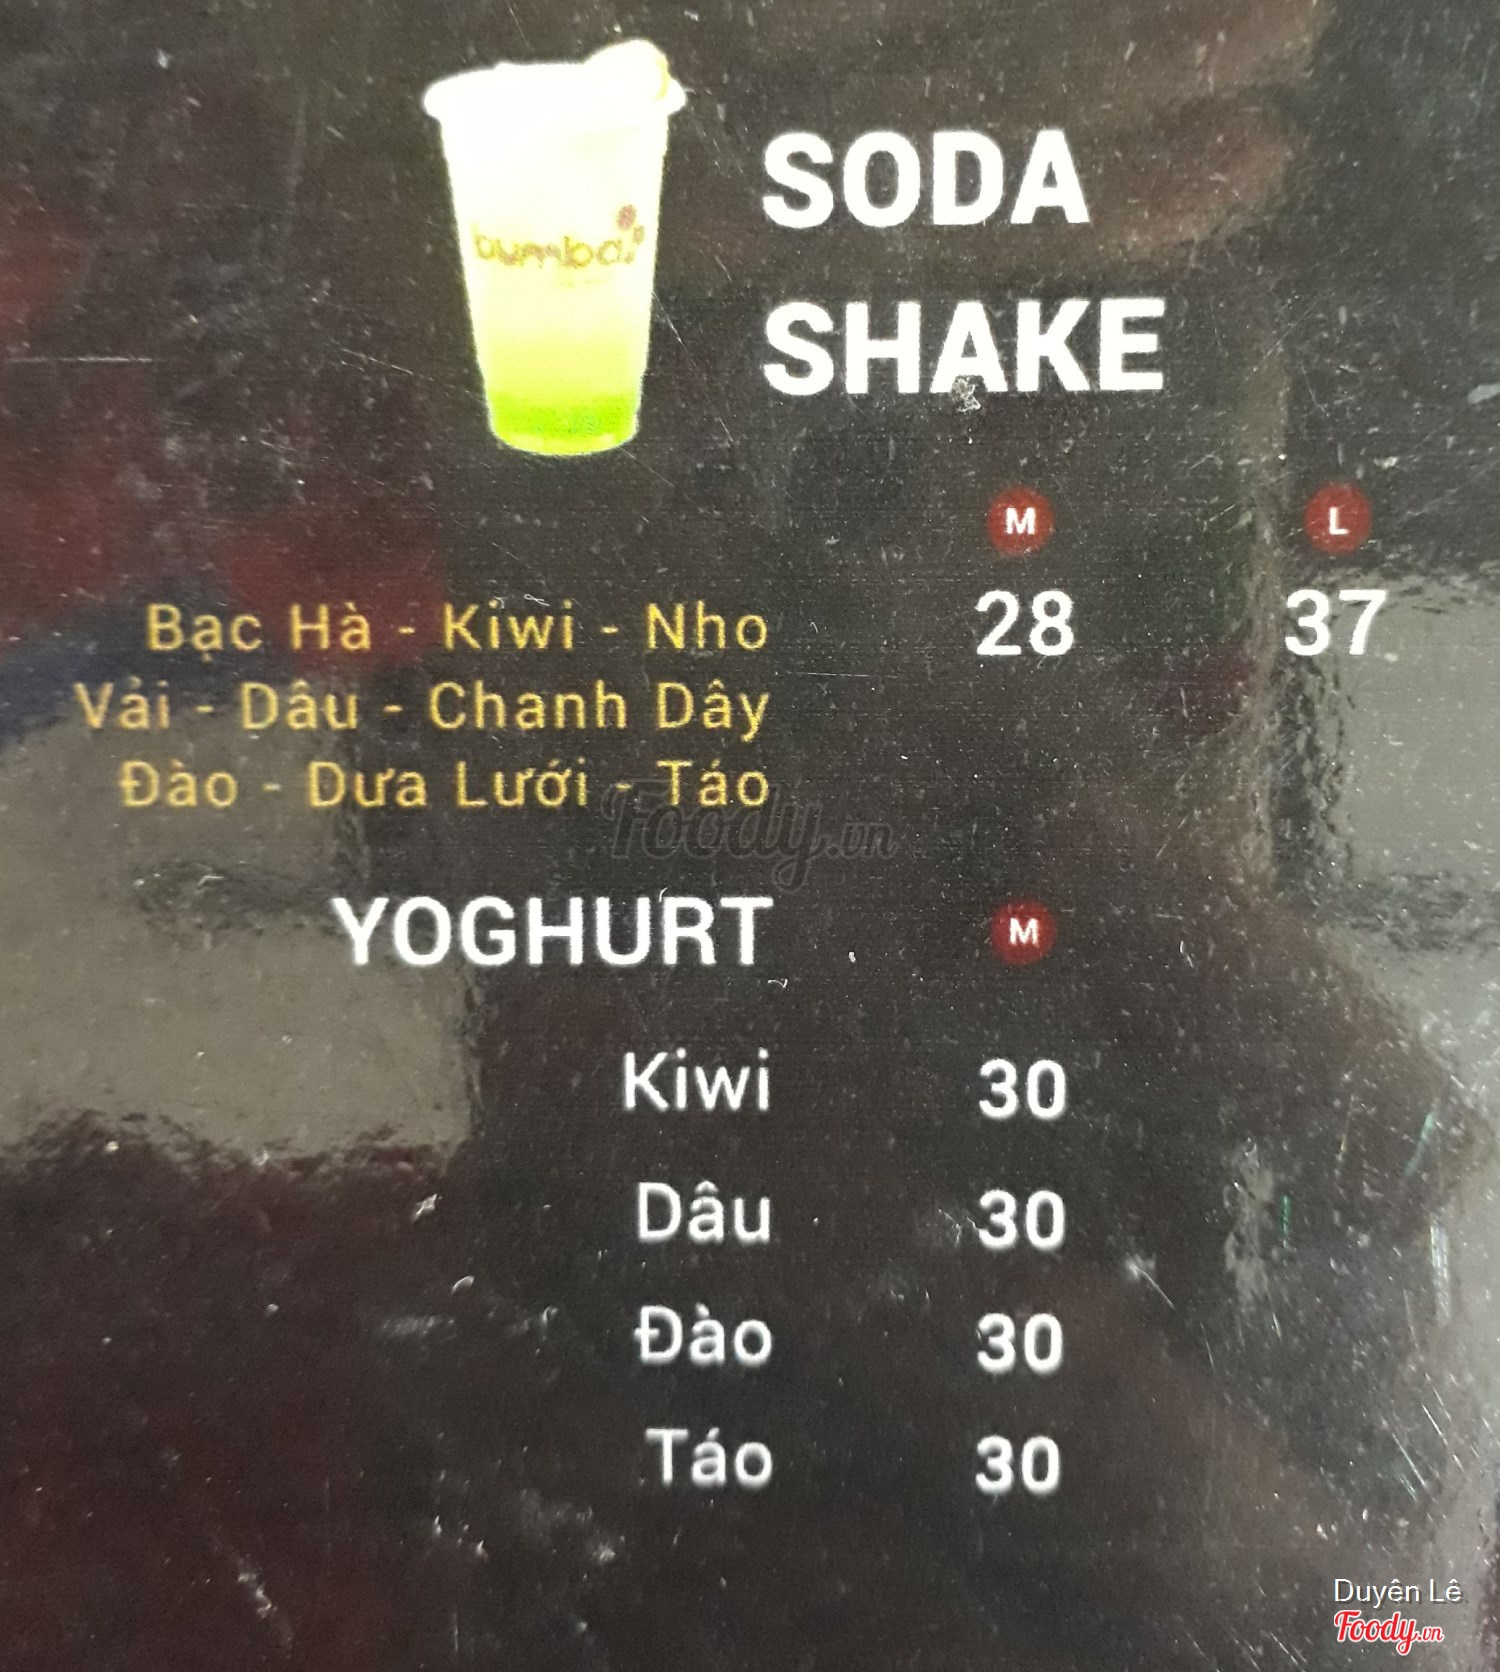 SODA
SHAKE
M L
Bạc Hà - Kiwi - Nho 28 37
Vải - Dâu - Chanh Dây
Đào - Dưa Lưới - Táo
Foody.vn
YOGHURT M
Kiwi 30
Dâu 30
Đào 30
Táo 30
Duyên Lê
Foody.vn